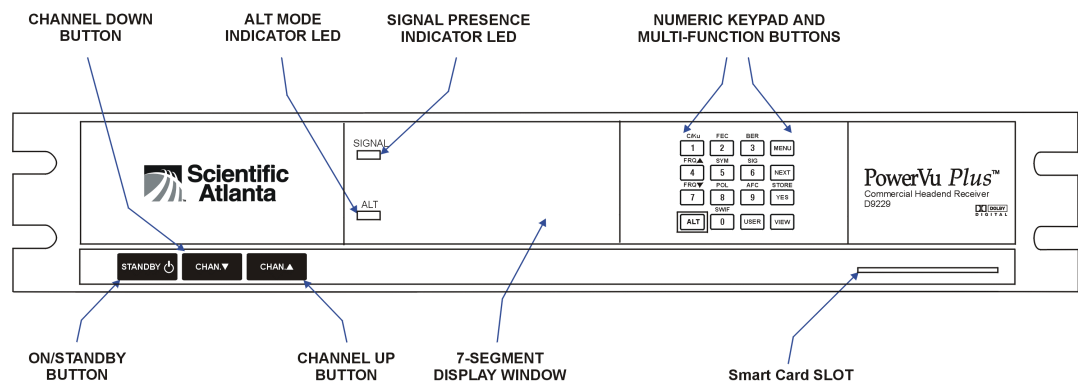 CHANNEL DOWN
BUTTON
ALT MODE
INDICATOR LED
SIGNAL PRESENCE
INDICATOR LED
NUMERIC KEYPAD AND
MULTI-FUNCTION BUTTONS
SIGNAL
ALT
Scientific
Atlanta
C/Ku FEC BER
1 2 3 MENU
FRQ▲ SYM SIG
4 5 6 NEXT
FRQ▼ POL AFC STORE
7 8 9 YES
SWIF
ALT 0 USER VIEW
PowerVu Plus™
Commercial Headend Receiver
D9229
DOLBY
DIGITAL
STANDBY
CHAN.▼
CHAN.▲
ON/STANDBY
BUTTON
CHANNEL UP
BUTTON
7-SEGMENT
DISPLAY WINDOW
Smart Card SLOT